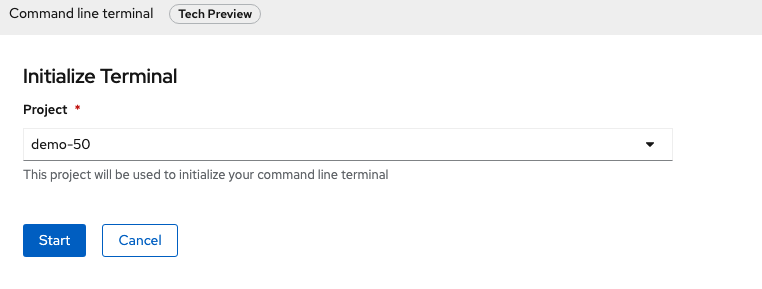 Command line terminal Tech Preview
Initialize Terminal
Project *
demo-50
This project will be used to initialize your command line terminal
Start Cancel